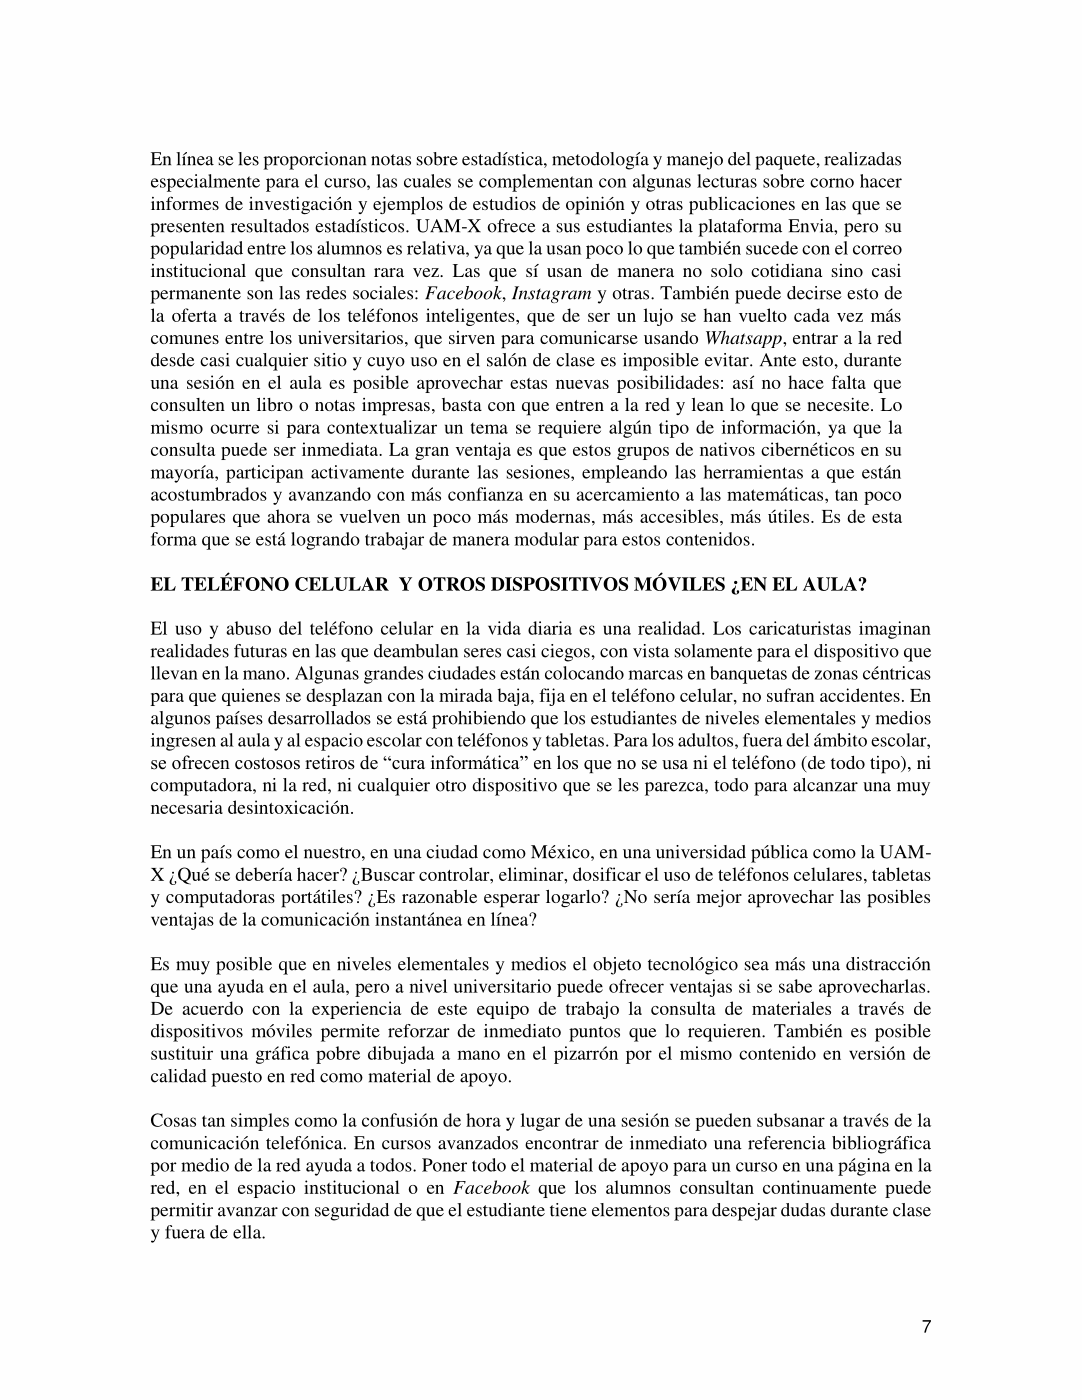 En línea se les proporcionan notas sobre estadística, metodología y manejo del paquete, realizadas
especialmente para el curso, las cuales se complementan con algunas lecturas sobre corno hacer
informes de investigación y ejemplos de estudios de opinión y otras publicaciones en las que se
presenten resultados estadísticos. UAM-X ofrece a sus estudiantes la plataforma Envia, pero su
popularidad entre los alumnos es relativa, ya que la usan poco lo que también sucede con el correo
institucional que consultan rara vez. Las que sí usan de manera no solo cotidiana sino casi
permanente son las redes sociales: Facebook, Instagram y otras. También puede decirse esto de
la oferta a través de los teléfonos inteligentes, que de ser un lujo se han vuelto cada vez más
comunes entre los universitarios, que sirven para comunicarse usando Whatsapp, entrar a la red
desde casi cualquier sitio y cuyo uso en el salón de clase es imposible evitar. Ante esto, durante
una sesión en el aula es posible aprovechar estas nuevas posibilidades: así no hace falta que
consulten un libro o notas impresas, basta con que entren a la red y lean lo que se necesite. Lo
mismo ocurre si para contextualizar un tema se requiere algún tipo de información, ya que la
consulta puede ser inmediata. La gran ventaja es que estos grupos de nativos cibernéticos en su
mayoría, participan activamente durante las sesiones, empleando las herramientas a que están
acostumbrados y avanzando con más confianza en su acercamiento a las matemáticas, tan poco
populares que ahora se vuelven un poco más modernas, más accesibles, más útiles. Es de esta
forma que se está logrando trabajar de manera modular para estos contenidos.
EL TELÉFONO CELULAR Y OTROS DISPOSITIVOS MÓVILES ¿EN EL AULA?
El uso y abuso del teléfono celular en la vida diaria es una realidad. Los caricaturistas imaginan
realidades futuras en las que deambulan seres casi ciegos, con vista solamente para el dispositivo que
llevan en la mano. Algunas grandes ciudades están colocando marcas en banquetas de zonas céntricas
para que quienes se desplazan con la mirada baja, fija en el teléfono celular, no sufran accidentes. En
algunos países desarrollados se está prohibiendo que los estudiantes de niveles elementales y medios
ingresen al aula y al espacio escolar con teléfonos y tabletas. Para los adultos, fuera del ámbito escolar,
se ofrecen costosos retiros de “cura informática” en los que no se usa ni el teléfono (de todo tipo), ni
computadora, ni la red, ni cualquier otro dispositivo que se les parezca, todo para alcanzar una muy
necesaria desintoxicación.
En un país como el nuestro, en una ciudad como México, en una universidad pública como la UAM-
X ¿Qué se debería hacer? ¿Buscar controlar, eliminar, dosificar el uso de teléfonos celulares, tabletas
y computadoras portátiles? ¿Es razonable esperar logarlo? ¿No sería mejor aprovechar las posibles
ventajas de la comunicación instantánea en línea?
Es muy posible que en niveles elementales y medios el objeto tecnológico sea más una distracción
que una ayuda en el aula, pero a nivel universitario puede ofrecer ventajas si se sabe aprovecharlas.
De acuerdo con la experiencia de este equipo de trabajo la consulta de materiales a través de
dispositivos móviles permite reforzar de inmediato puntos que lo requieren. También es posible
sustituir una gráfica pobre dibujada a mano en el pizarrón por el mismo contenido en versión de
calidad puesto en red como material de apoyo.
Cosas tan simples como la confusión de hora y lugar de una sesión se pueden subsanar a través de la
comunicación telefónica. En cursos avanzados encontrar de inmediato una referencia bibliográfica
por medio de la red ayuda a todos. Poner todo el material de apoyo para un curso en una página en la
red, en el espacio institucional o en Facebook que los alumnos consultan continuamente puede
permitir avanzar con seguridad de que el estudiante tiene elementos para despejar dudas durante clase
y fuera de ella.
7